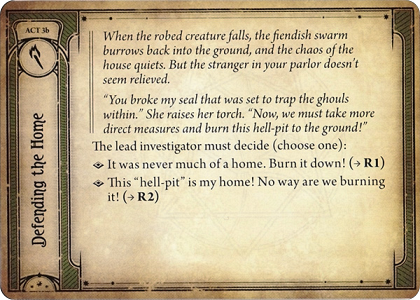 ACT 3b
Defending the Home
When the robed creature falls, the fiendish swarm
burrows back into the ground, and the chaos of the
house quiets. But the stranger in your parlor doesn't
seem relieved.
"You broke my seal that was set to trap the ghouls
within." She raises her torch. "Now, we must take more
direct measures and burn this hell-pit to the ground!"
The lead investigator must decide (choose one):
It was never much of a home. Burn it down! (→ R1)
This "hell-pit" is my home! No way are we burning
it! (→ R2)